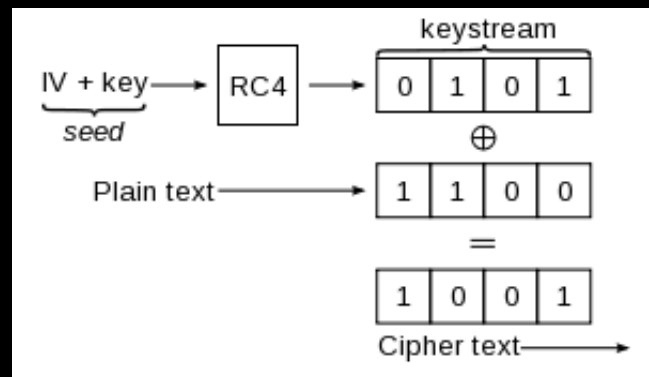 keystream
IV + key RC4 0 1 0 1
seed
⊕
Plain text 1 1 0 0
=
1 0 0 1
Cipher text